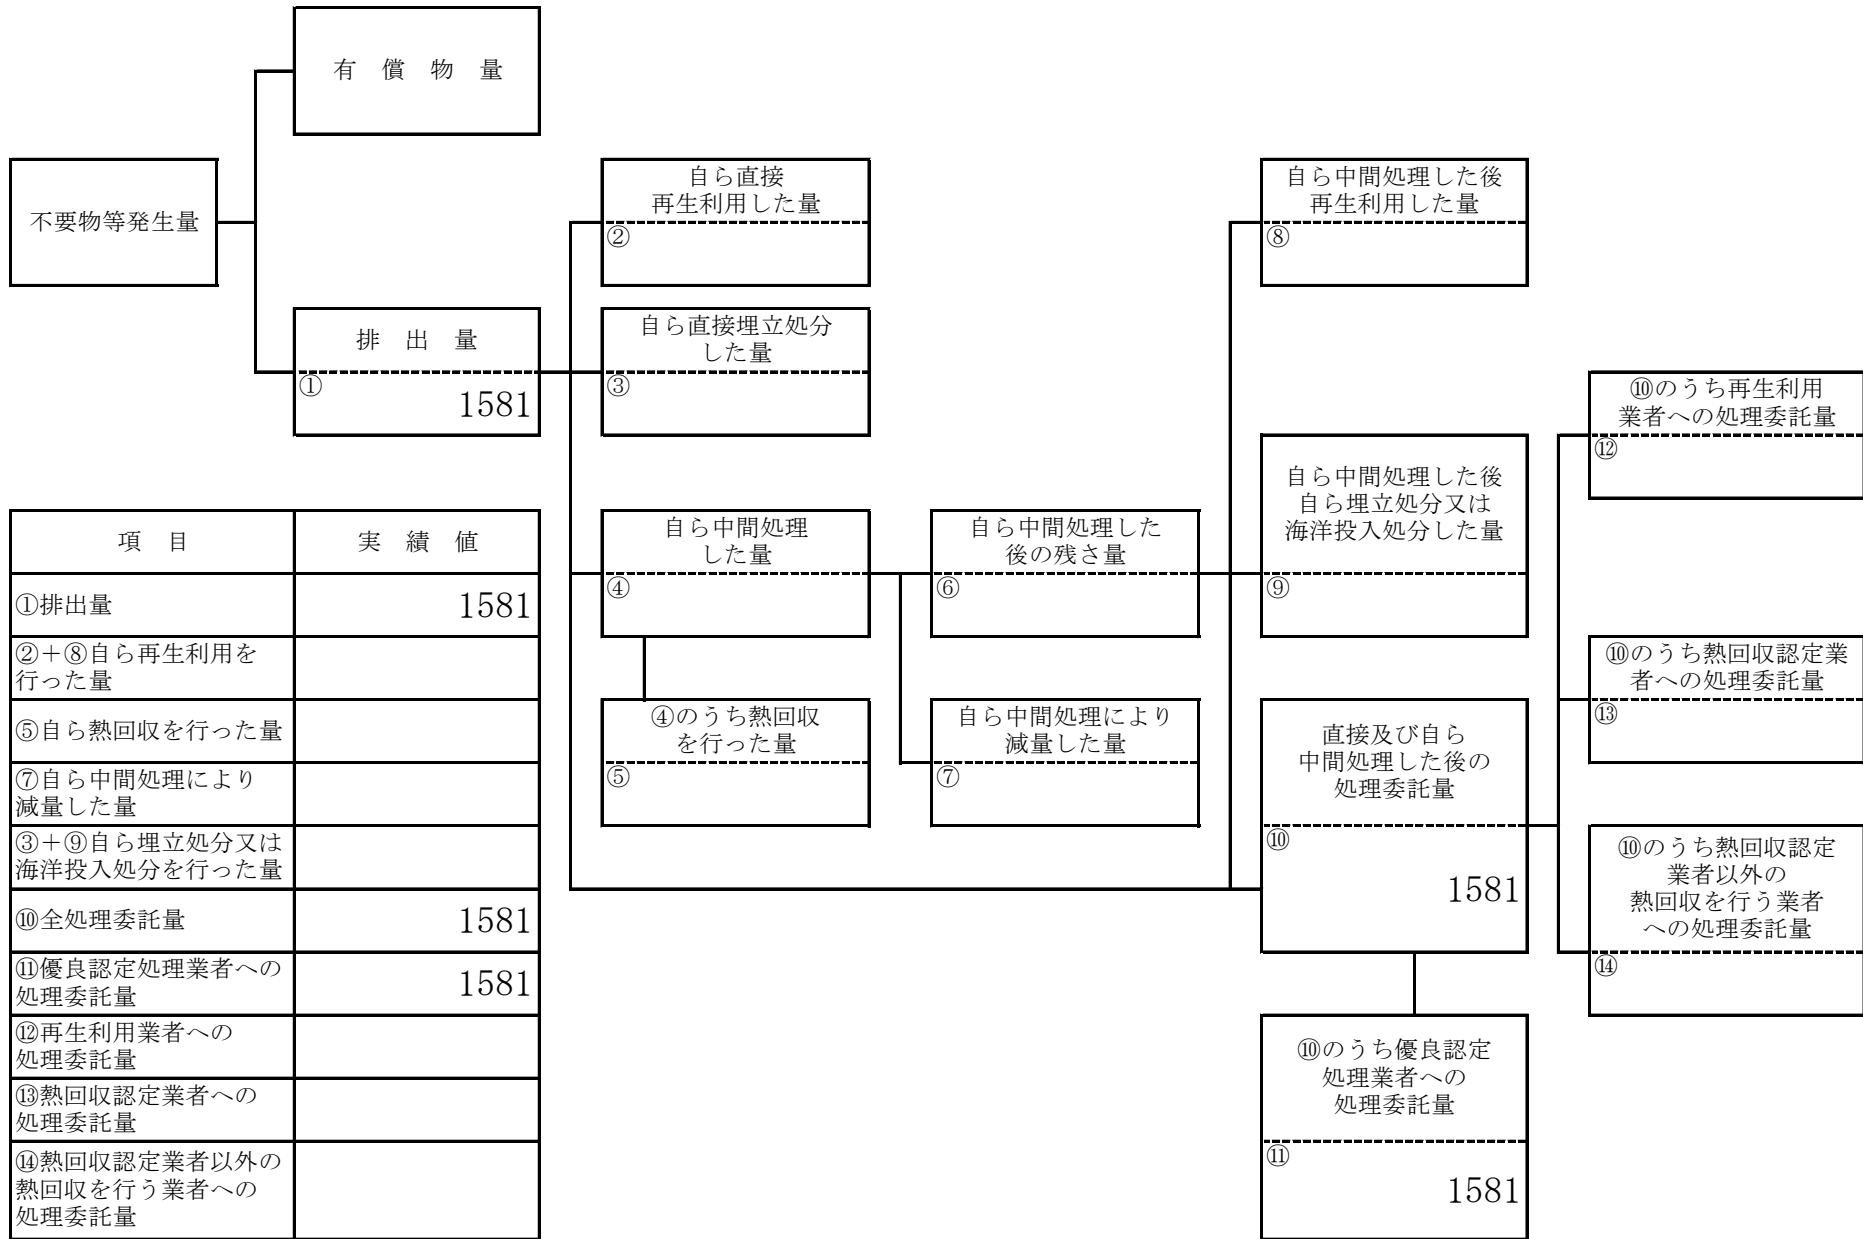 有　償　物　量
不要物等発生量
排　出　量
①
1581
自ら直接
再生利用した量
②
自ら直接埋立処分
した量
③
自ら中間処理
した量
④
④のうち熱回収
を行った量
⑤
自ら中間処理した
後の残さ量
⑥
自ら中間処理により
減量した量
⑦
自ら中間処理した後
再生利用した量
⑧
自ら中間処理した後
自ら埋立処分又は
海洋投入処分した量
⑨
直接及び自ら
中間処理した後の
処理委託量
⑩
1581
⑩のうち優良認定
処理業者への
処理委託量
⑪
1581
⑩のうち再生利用
業者への処理委託量
⑫
⑩のうち熱回収認定業
者への処理委託量
⑬
⑩のうち熱回収認定
業者以外の
熱回収を行う業者
への処理委託量
⑭
項　目　実　績　値
①排出量　1581
②＋⑧自ら再生利用を
行った量
⑤自ら熱回収を行った量
⑦自ら中間処理により
減量した量
③＋⑨自ら埋立処分又は
海洋投入処分を行った量
⑩全処理委託量　1581
⑪優良認定処理業者への
処理委託量　1581
⑫再生利用業者への
処理委託量
⑬熱回収認定業者への
処理委託量
⑭熱回収認定業者以外の
熱回収を行う業者への
処理委託量